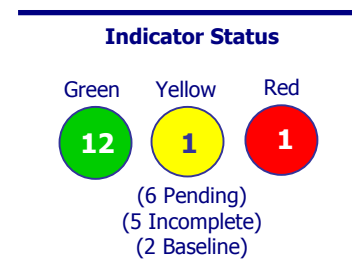 Indicator Status
Green Yellow Red
12 1 1
(6 Pending)
(5 Incomplete)
(2 Baseline)